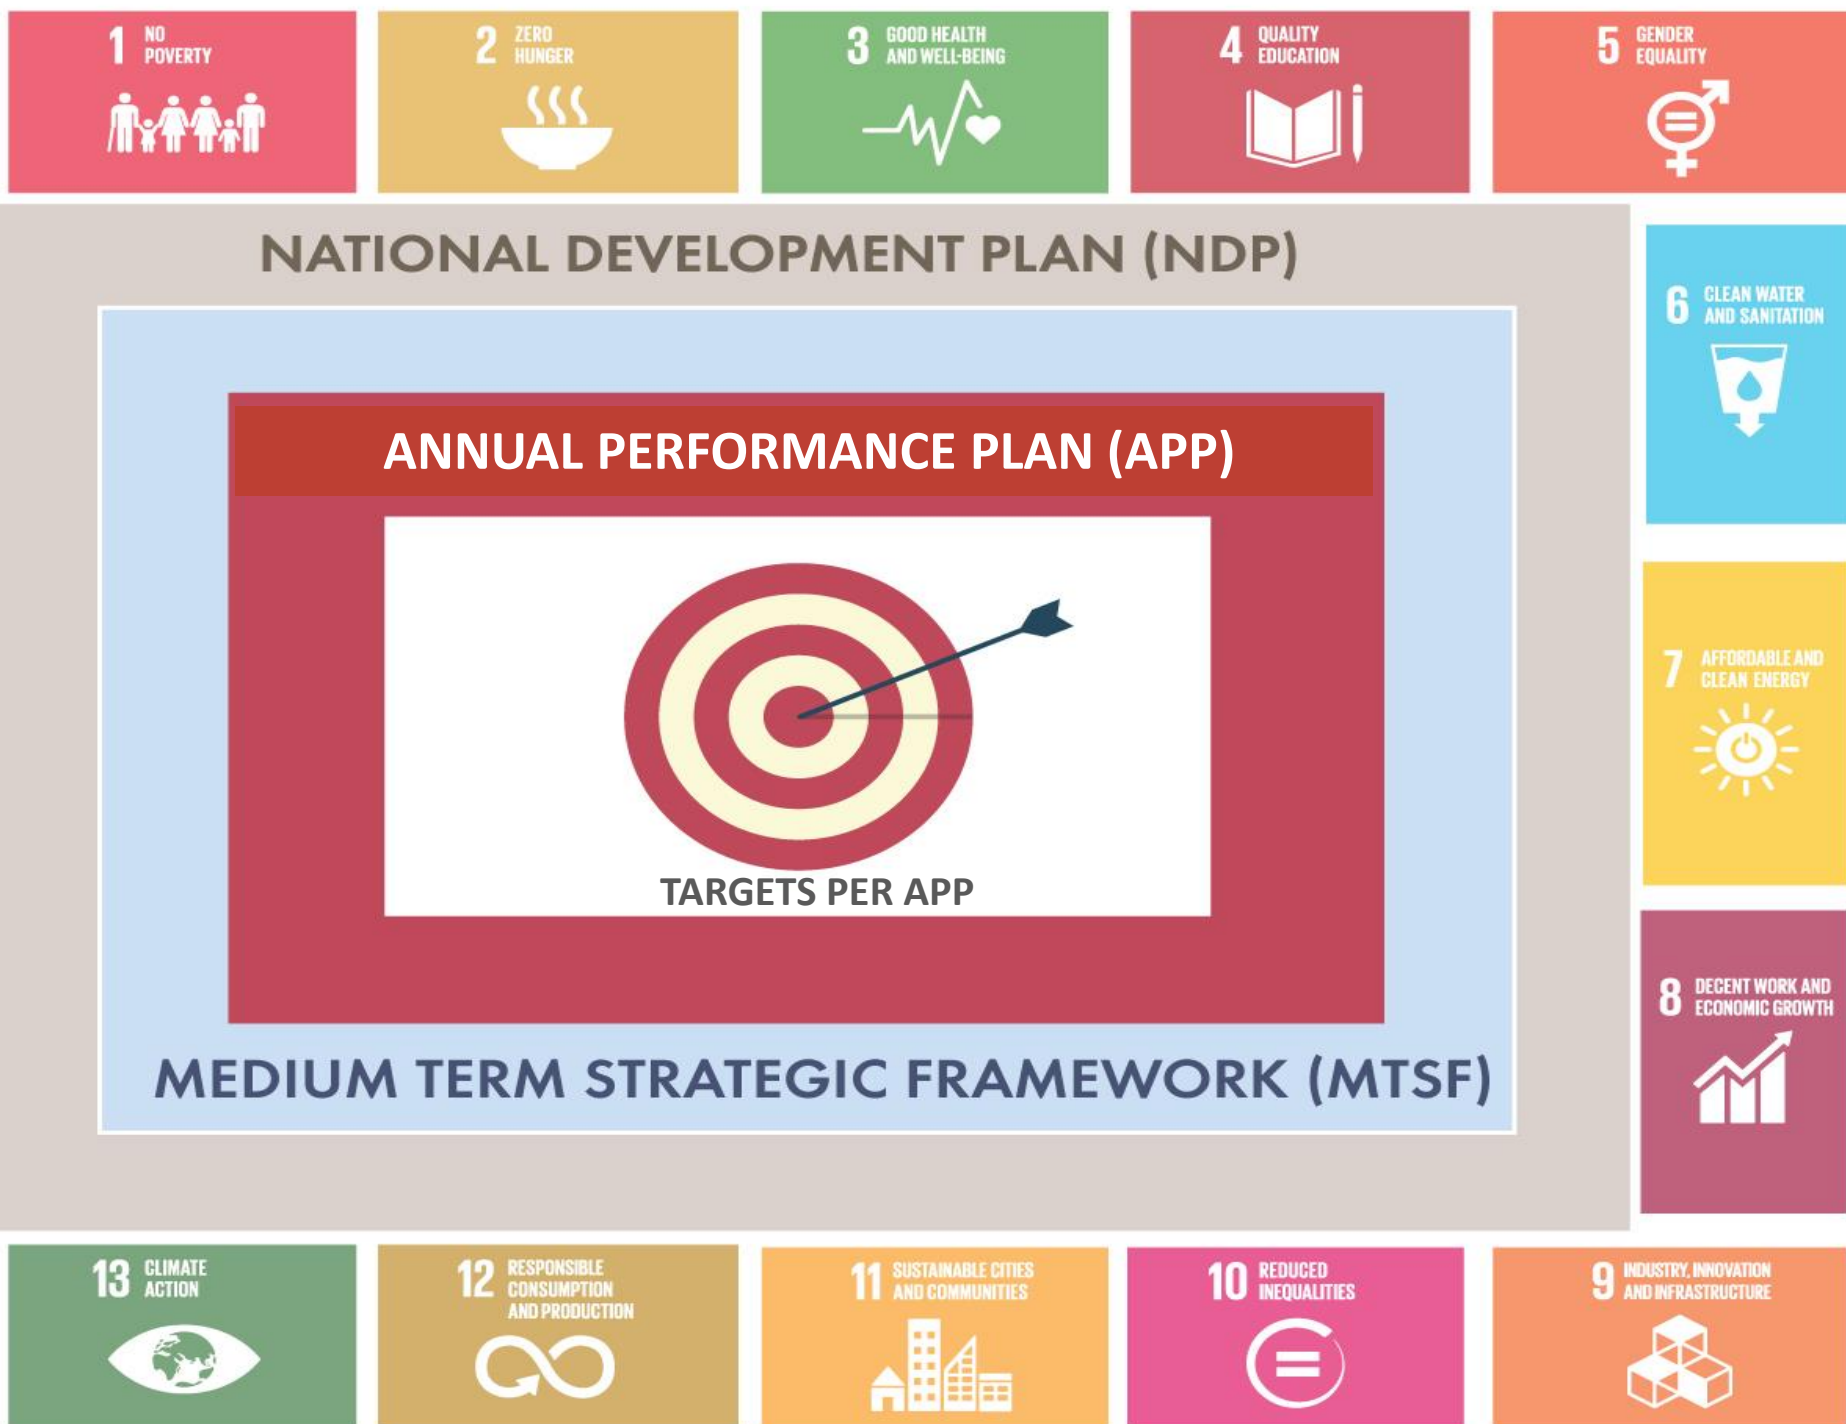 1 NO
POVERTY
2 ZERO
HUNGER
3 GOOD HEALTH
AND WELL-BEING
4 QUALITY
EDUCATION
5 GENDER
EQUALITY
NATIONAL DEVELOPMENT PLAN (NDP)
6 CLEAN WATER
AND SANITATION
ANNUAL PERFORMANCE PLAN (APP)
7 AFFORDABLE AND
CLEAN ENERGY
TARGETS PER APP
8 DECENT WORK AND
ECONOMIC GROWTH
MEDIUM TERM STRATEGIC FRAMEWORK (MTSF)
13 CLIMATE
ACTION
12 RESPONSIBLE
CONSUMPTION
AND PRODUCTION
11 SUSTAINABLE CITIES
AND COMMUNITIES
10 REDUCED
INEQUALITIES
9 INDUSTRY, INNOVATION
AND INFRASTRUCTURE